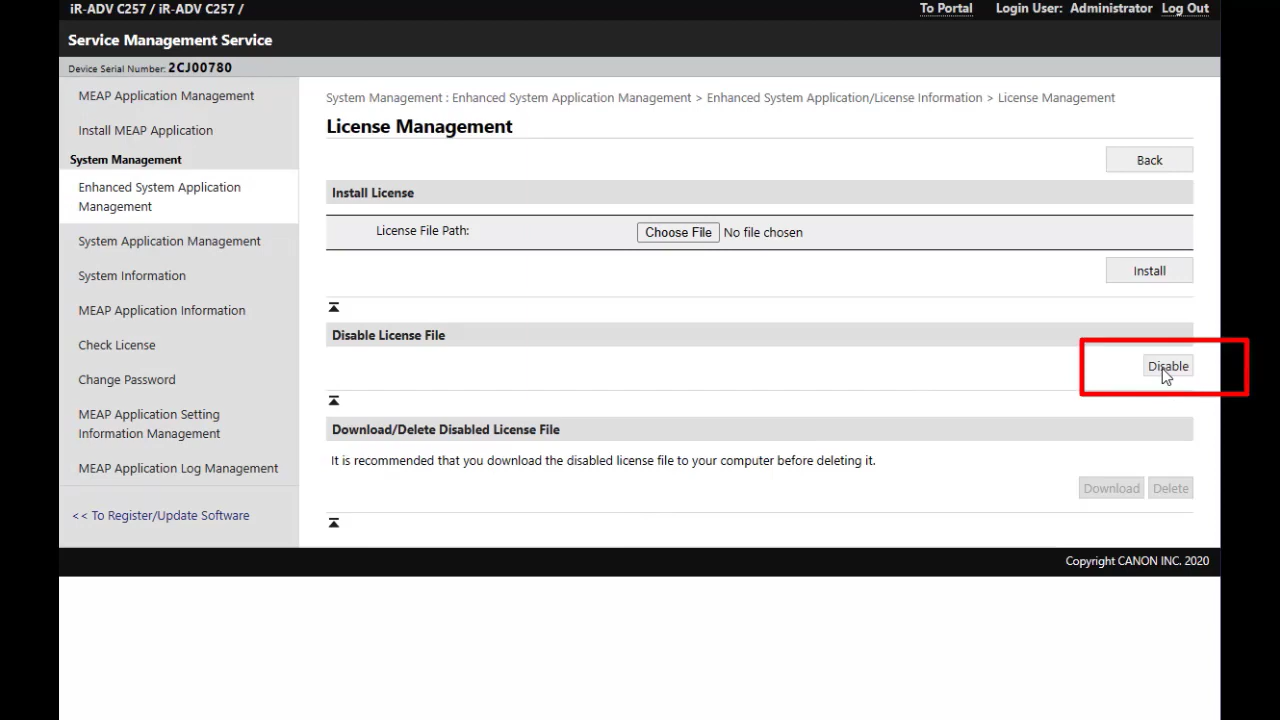 iR-ADV C257 / iR-ADV C257 /
To Portal Login User: Administrator Log Out
Service Management Service
Device Serial Number: 2CJ00780
MEAP Application Management
Install MEAP Application
System Management
Enhanced System Application
Management
System Application Management
System Information
MEAP Application Information
Check License
Change Password
MEAP Application Setting
Information Management
MEAP Application Log Management
<< To Register/Update Software
System Management : Enhanced System Application Management > Enhanced System Application/License Information > License Management
License Management
Back
Install License
License File Path: Choose File No file chosen
Install
Disable License File
Disable
Download/Delete Disabled License File
It is recommended that you download the disabled license file to your computer before deleting it.
Download Delete
Copyright CANON INC. 2020